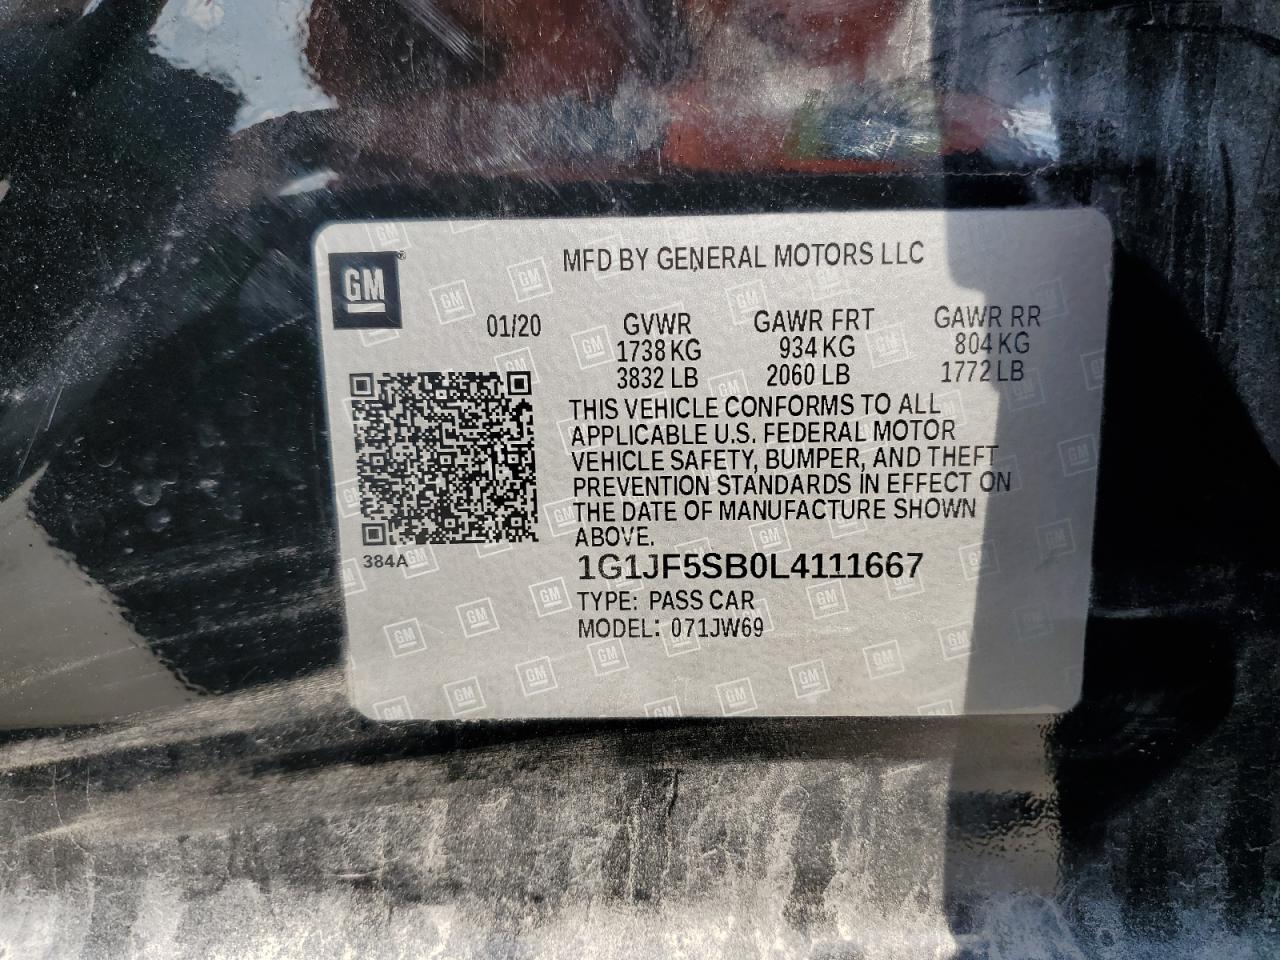 GM
MFD BY GENERAL MOTORS LLC
01/20 GVWR GAWR FRT GAWR RR
1738 KG 934 KG 804 KG
3832 LB 2060 LB 1772 LB
THIS VEHICLE CONFORMS TO ALL
APPLICABLE U.S. FEDERAL MOTOR
VEHICLE SAFETY, BUMPER, AND THEFT
PREVENTION STANDARDS IN EFFECT ON
THE DATE OF MANUFACTURE SHOWN
ABOVE.
384A
1G1JF5SB0L4111667
TYPE: PASS CAR
MODEL: 071JW69